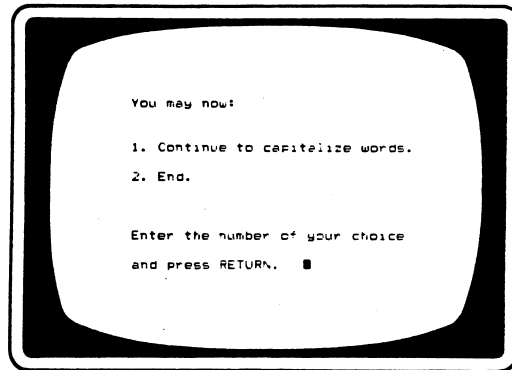 You may now:
1. Continue to capitalize words.
2. End.
Enter the number of your choice
and press RETURN.